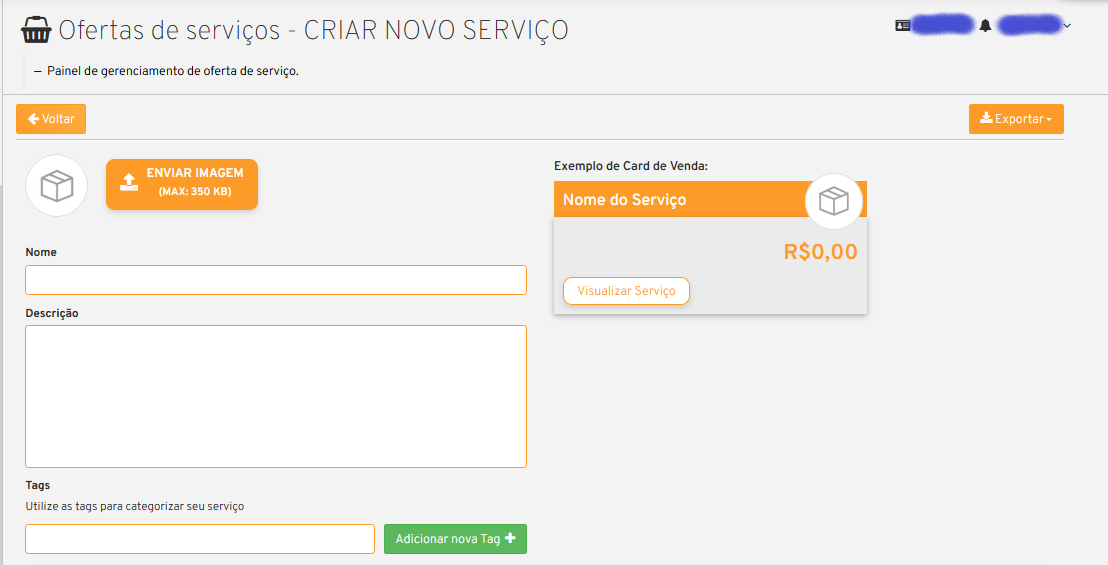 Ofertas de serviços - CRIAR NOVO SERVIÇO
— Painel de gerenciamento de oferta de serviço.
Voltar
Exportar
ENVIAR IMAGEM
(MAX: 350 KB)
Exemplo de Card de Venda:
Nome do Serviço
R$0,00
Visualizar Serviço
Nome
Descrição
Tags
Utilize as tags para categorizar seu serviço
Adicionar nova Tag